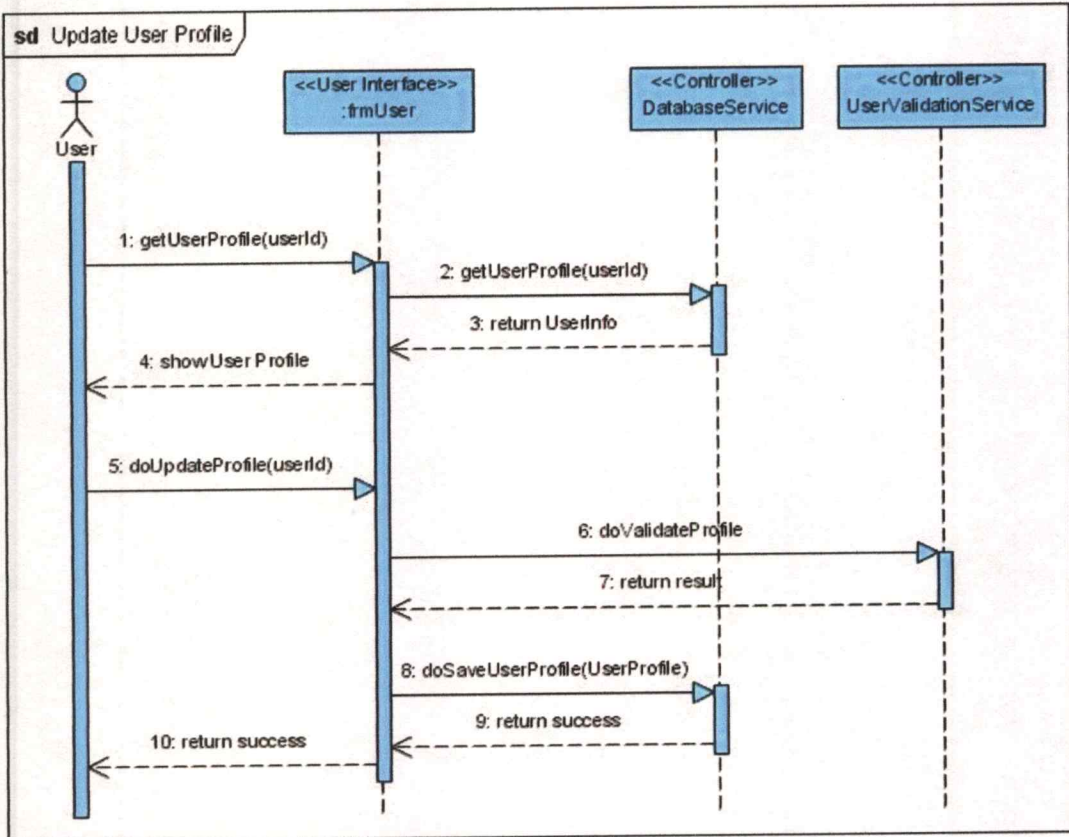 sd Update User Profile
<<User Interface>>
:frmUser
<<Controller>>
DatabaseService
<<Controller>>
UserValidationService
User
1: getUserProfile(userId)
2: getUserProfile(userId)
3: return UserInfo
4: showUser Profile
5: doUpdateProfile(userId)
6: doValidateProfile
7: return result
8: doSaveUserProfile(UserProfile)
9: return success
10: return success